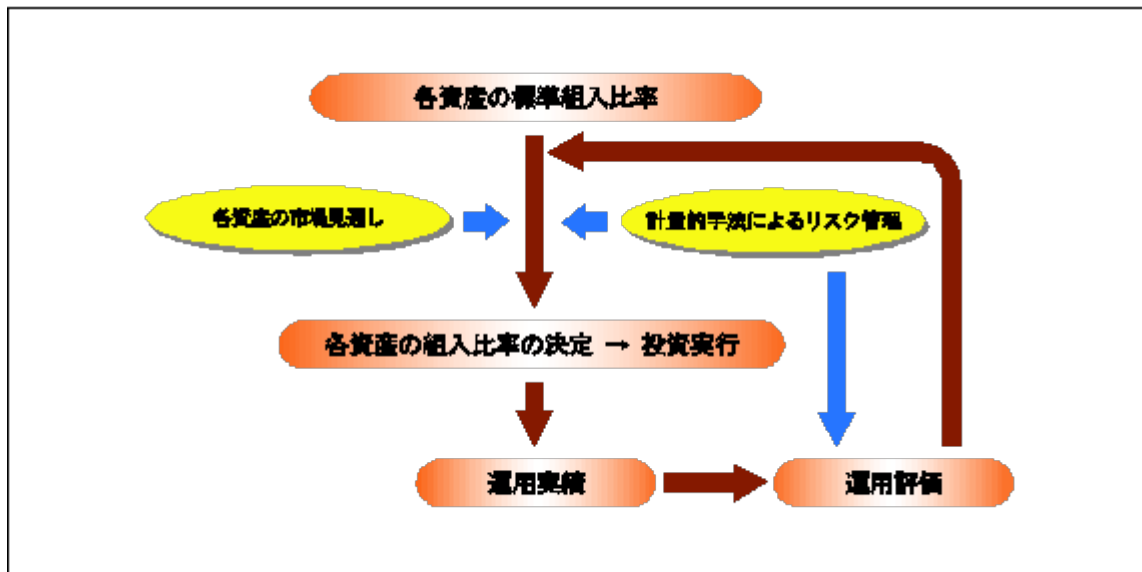 各資産の標準組入比率
各資産の市場見通し
計量的手法によるリスク管理
各資産の組入比率の決定 → 投資実行
運用実績
運用評価